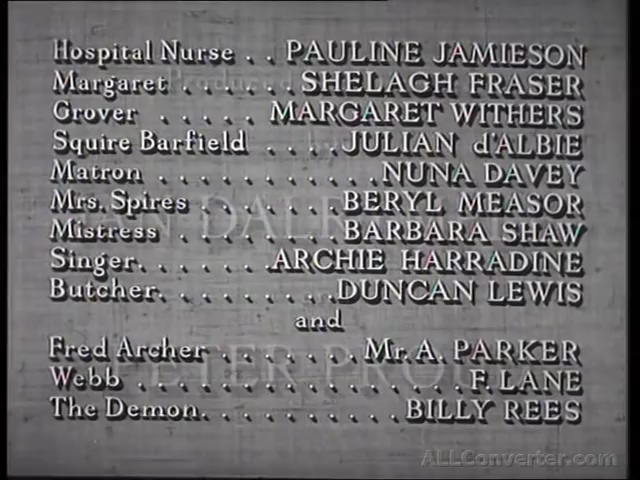 Hospital Nurse . . PAULINE JAMIESON
Margaret . . . . . . SHELAGH FRASER
Grover . . . . . MARGARET WITHERS
Squire Barfield . . . . JULIAN d'ALBIE
Matron . . . . . . . . . . . NUNA DAVEY
Mrs. Spires . . . . . . . BERYL MEASOR
Mistress . . . . . . . . BARBARA SHAW
Singer. . . . . . . ARCHIE HARRADINE
Butcher. . . . . . . . . DUNCAN LEWIS
and
Fred Archer . . . . . . . Mr. A. PARKER
Webb . . . . . . . . . . . . . . . F. LANE
The Demon. . . . . . . . . . BILLY REES
ALLConverter.com